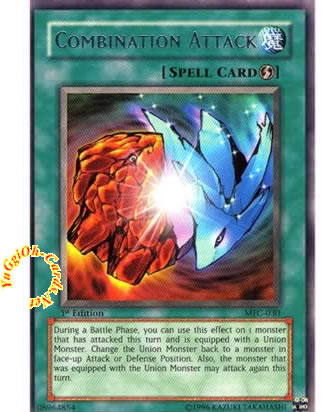 COMBINATION ATTACK
[SPELL CARD]
YuGgiOh-Cards.Net
1st Edition
MFC-030
During a Battle Phase, you can use this effect on 1 monster
that has attacked this turn and is equipped with a Union
Monster. Change the Union Monster back to a monster in
face-up Attack or Defense Position. Also, the monster that
was equipped with the Union Monster may attack again this
turn.
©1996 KAZUKI TAKAHASHI